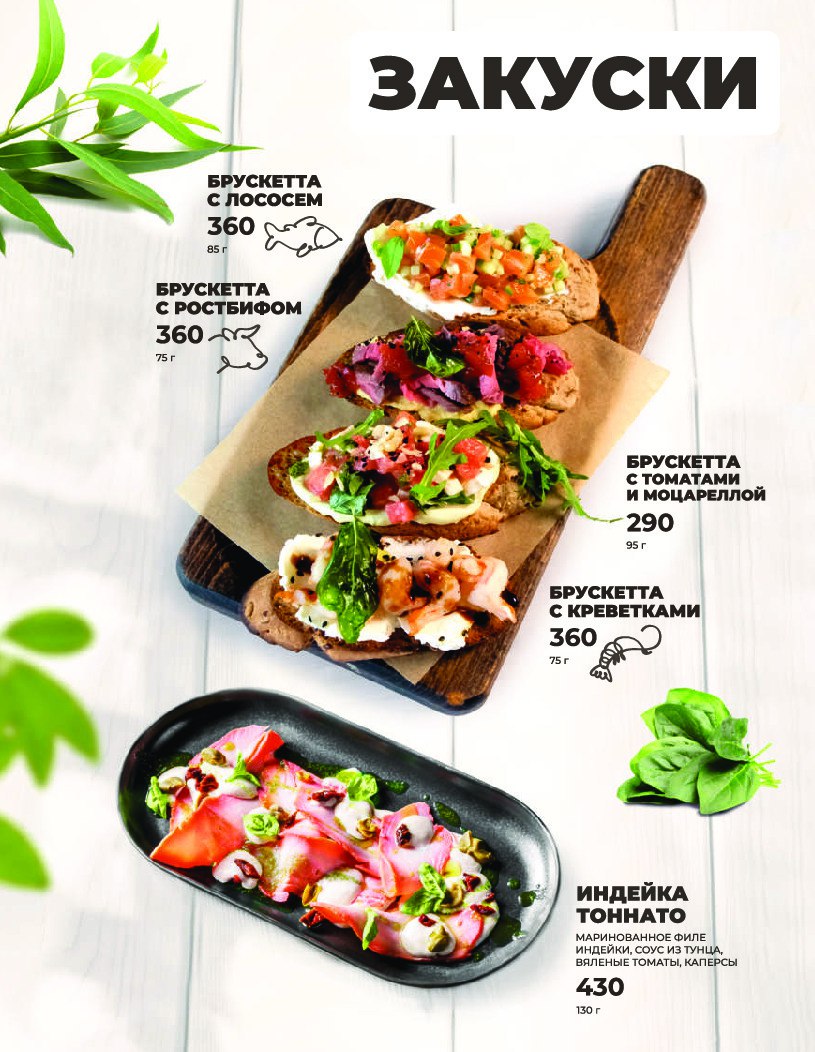 ЗАКУСКИ
БРУСКЕТТА
С ЛОСОСЕМ
360
85 г
БРУСКЕТТА
С РОСТБИФОМ
360
75 г
БРУСКЕТТА
С ТОМАТАМИ
И МОЦАРЕЛЛОЙ
290
95 г
БРУСКЕТТА
С КРЕВЕТКАМИ
360
75 г
ИНДЕЙКА
ТОННАТО
МАРИНОВАННОЕ ФИЛЕ
ИНДЕЙКИ, СОУС ИЗ ТУНЦА,
ВЯЛЕНЫЕ ТОМАТЫ, КАПЕРСЫ
430
130 г